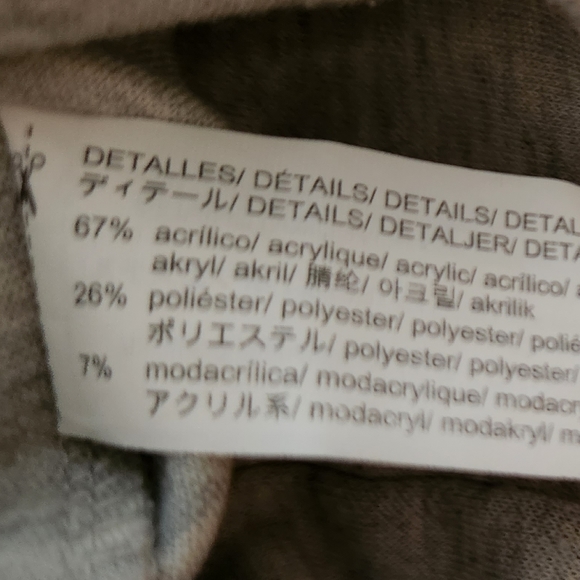 DETALLES/ DÉTAILS/ DETAILS/ DETAL
ディテール/ DETAILS/ DETALJER/ DETA
67% acrílico/ acrylique/ acrylic/ acrílico/
akryl/ akril/ 腈纶/ 아크릴/ akrilik
26% poliéster/ polyester/ polyester/ polié
ポリエステル/ polyester/ polyester/
7% modacrílica/ modacrylique/ modacr
アクリル系/ modacryl/ modakryl/ m